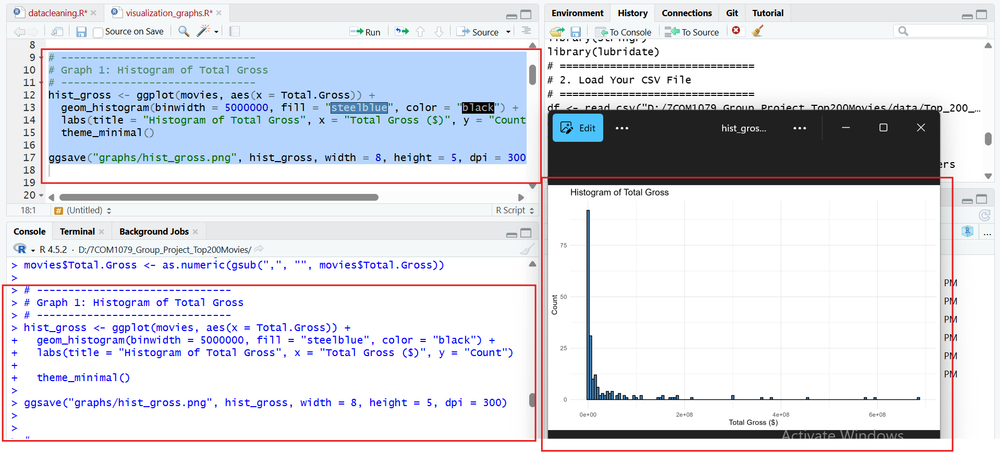 datacleaning.R*
visualization_graphs.R*
Source on Save
Run
Source
8
9 # -------------------------------
10 # Graph 1: Histogram of Total Gross
11 # -------------------------------
12 hist_gross <- ggplot(movies, aes(x = Total.Gross)) +
13 geom_histogram(binwidth = 5000000, fill = "steelblue", color = "black") +
14 labs(title = "Histogram of Total Gross", x = "Total Gross ($)", y = "Count
15 theme_minimal()
16
17 ggsave("graphs/hist_gross.png", hist_gross, width = 8, height = 5, dpi = 300
18
19
20
18:1 # (Untitled) R Script
Console Terminal Background Jobs
R 4.5.2 · D:/7COM1079_Group_Project_Top200Movies/
> movies$Total.Gross <- as.numeric(gsub(",", "", movies$Total.Gross))
>
> # -------------------------------
> # Graph 1: Histogram of Total Gross
> # -------------------------------
> hist_gross <- ggplot(movies, aes(x = Total.Gross)) +
+ geom_histogram(binwidth = 5000000, fill = "steelblue", color = "black") +
+ labs(title = "Histogram of Total Gross", x = "Total Gross ($)", y = "Count")
+
+ theme_minimal()
>
> ggsave("graphs/hist_gross.png", hist_gross, width = 8, height = 5, dpi = 300)
>
>
Environment History Connections Git Tutorial
To Console To Source
library(stringr)
library(lubridate)
# ===============================
# 2. Load Your CSV File
# ===============================
df <- read_csv("D:/7COM1079_Group_Project_Top200Movies/data/Top_200_…
ers
Edit ... hist_gros... ...
Histogram of Total Gross
Count
75
50
25
0
0e+00 2e+08 4e+08 6e+08
Total Gross ($)
PM
PM
PM
PM
PM
PM
Activate Windows